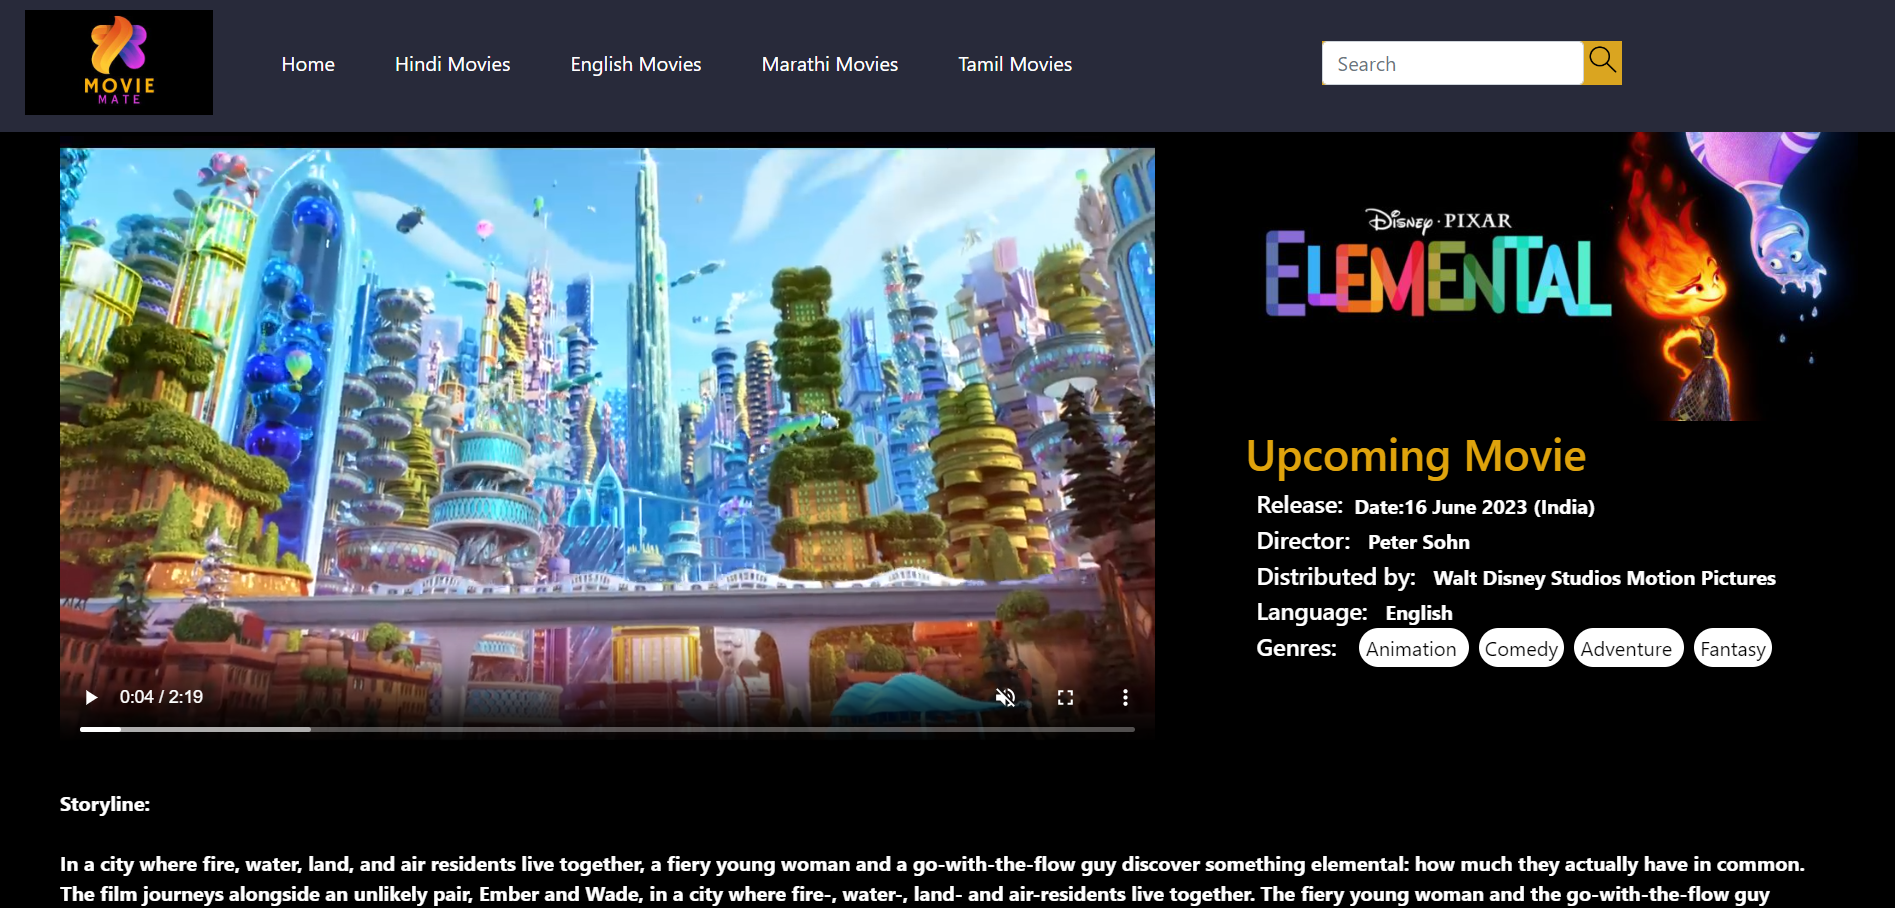 MOVIE
MATE
Home
Hindi Movies
English Movies
Marathi Movies
Tamil Movies
Search
Disney · PIXAR
ELEMENTAL
Upcoming Movie
Release: Date:16 June 2023 (India)
Director: Peter Sohn
Distributed by: Walt Disney Studios Motion Pictures
Language: English
Genres: Animation Comedy Adventure Fantasy
0:04 / 2:19
Storyline:
In a city where fire, water, land, and air residents live together, a fiery young woman and a go-with-the-flow guy discover something elemental: how much they actually have in common.
The film journeys alongside an unlikely pair, Ember and Wade, in a city where fire-, water-, land- and air-residents live together. The fiery young woman and the go-with-the-flow guy